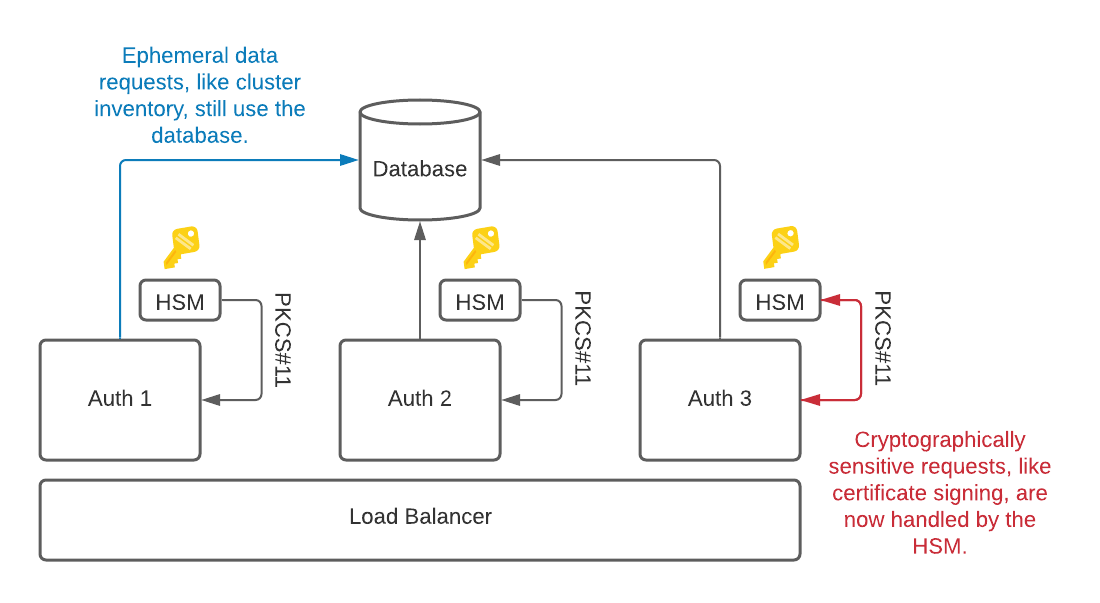 Ephemeral data
requests, like cluster
inventory, still use the
database.
Database
HSM
PKCS#11
HSM
PKCS#11
HSM
PKCS#11
Auth 1
Auth 2
Auth 3
Cryptographically
sensitive requests, like
certificate signing, are
now handled by the
HSM.
Load Balancer